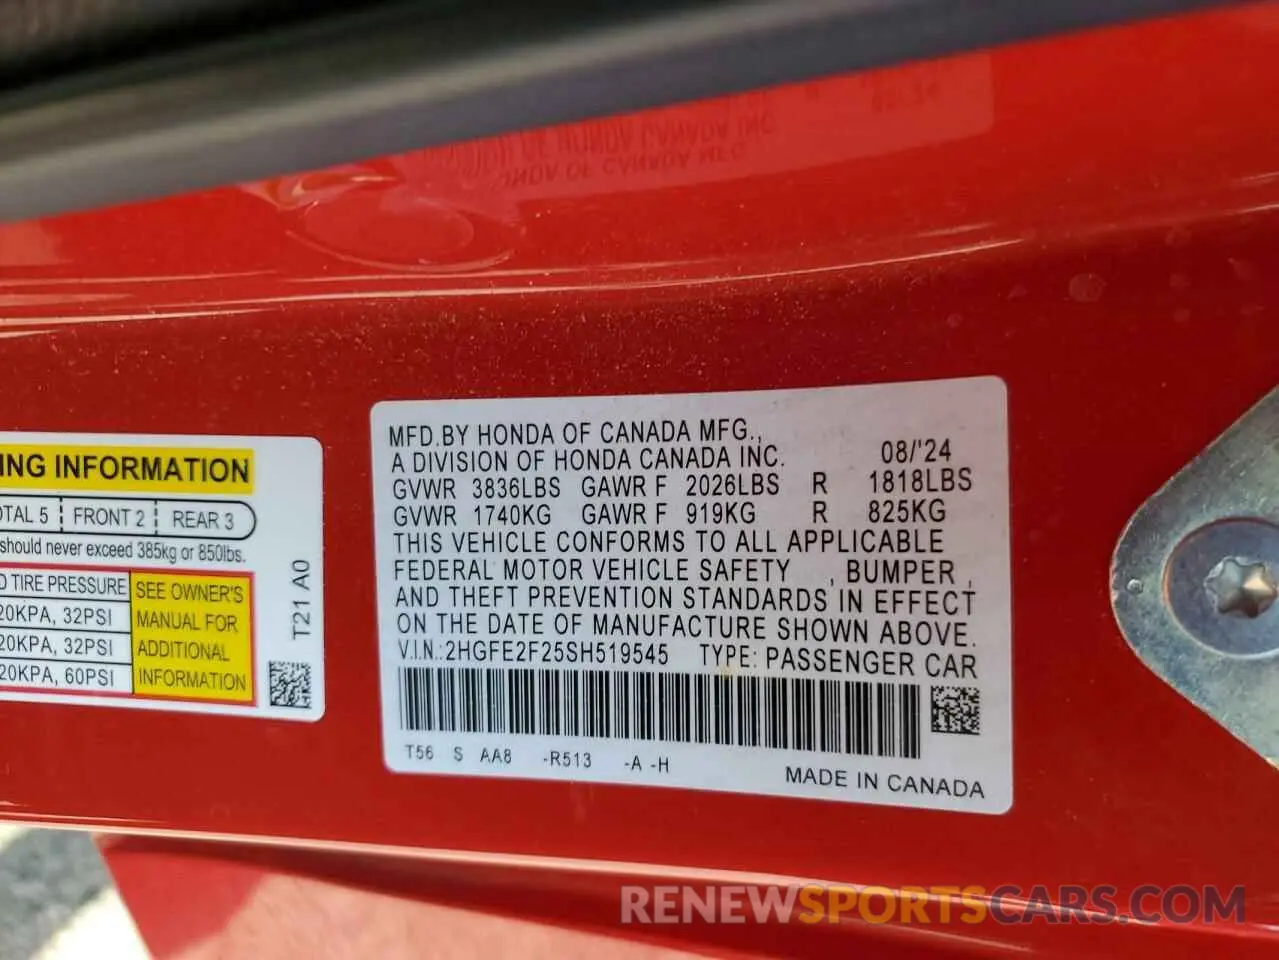 ING INFORMATION
OTAL 5 FRONT 2 REAR 3
should never exceed 385kg or 850lbs.
D TIRE PRESSURE
20KPA, 32PSI
20KPA, 32PSI
20KPA, 60PSI
SEE OWNER'S
MANUAL FOR
ADDITIONAL
INFORMATION
T21 A0
MFD.BY HONDA OF CANADA MFG.,
A DIVISION OF HONDA CANADA INC. 08/'24
GVWR 3836LBS GAWR F 2026LBS R 1818LBS
GVWR 1740KG GAWR F 919KG R 825KG
THIS VEHICLE CONFORMS TO ALL APPLICABLE
FEDERAL MOTOR VEHICLE SAFETY , BUMPER ,
AND THEFT PREVENTION STANDARDS IN EFFECT
ON THE DATE OF MANUFACTURE SHOWN ABOVE.
V.I.N.:2HGFE2F25SH519545 TYPE: PASSENGER CAR
T56 S AA8 -R513 -A -H
MADE IN CANADA
RENEWSPORTSCARS.COM